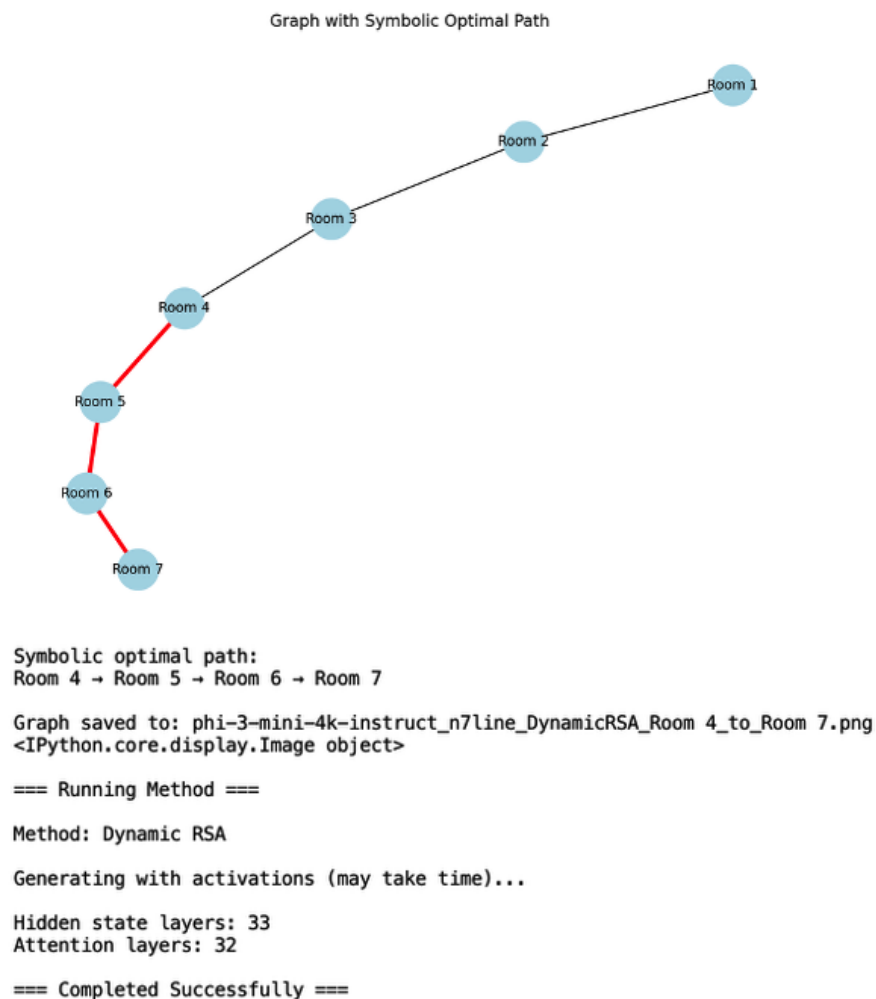 Graph with Symbolic Optimal Path
Room 1
Room 2
Room 3
Room 4
Room 5
Room 6
Room 7
Symbolic optimal path:
Room 4 → Room 5 → Room 6 → Room 7
Graph saved to: phi-3-mini-4k-instruct_n7line_DynamicRSA_Room 4_to_Room 7.png
<IPython.core.display.Image object>
=== Running Method ===
Method: Dynamic RSA
Generating with activations (may take time)...
Hidden state layers: 33
Attention layers: 32
=== Completed Successfully ===